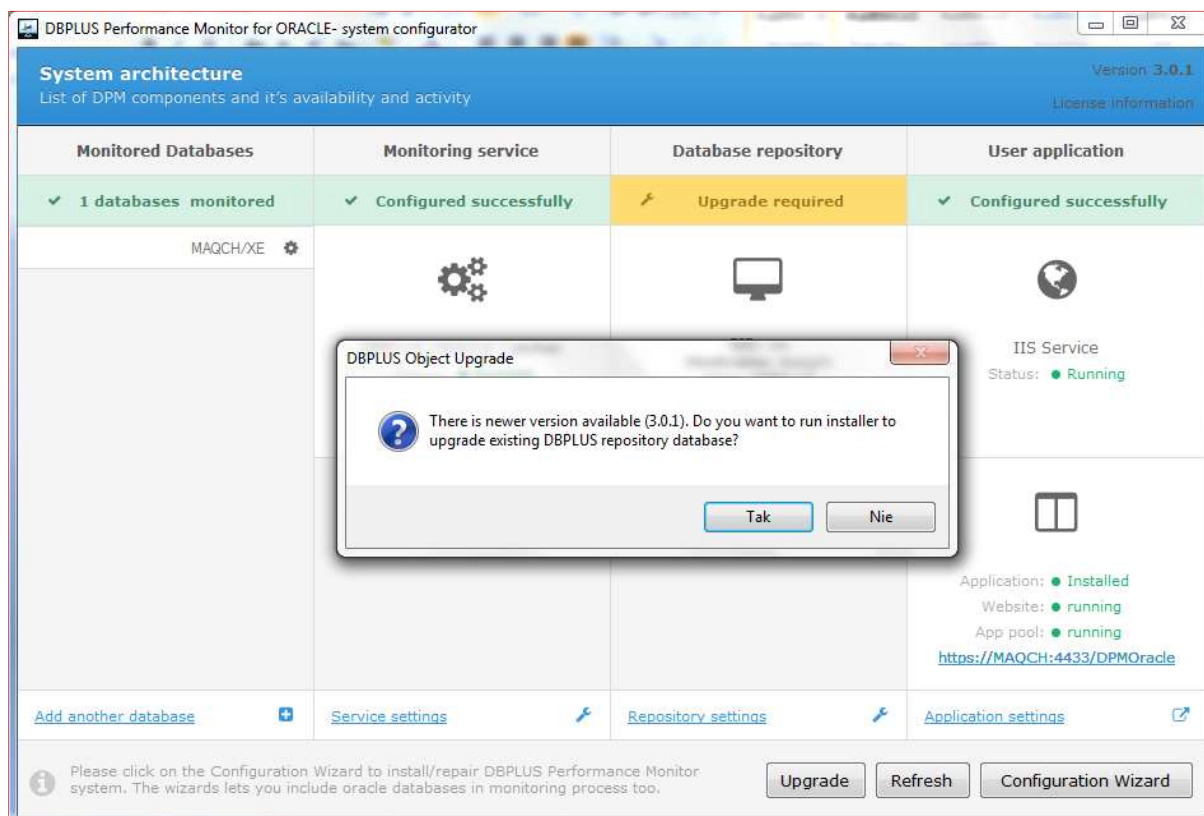 DBPLUS Performance Monitor for ORACLE- system configurator
System architecture
List of DPM components and it's availability and activity
Version 3.0.1
License information
Monitored Databases
Monitoring service
Database repository
User application
1 databases monitored
Configured successfully
Upgrade required
Configured successfully
MAQCH/XE
IIS Service
Status: Running
DBPLUS Object Upgrade
There is newer version available (3.0.1). Do you want to run installer to
upgrade existing DBPLUS repository database?
Tak
Nie
Application: Installed
Website: running
App pool: running
https://MAQCH:4433/DPMOracle
Add another database
Service settings
Repository settings
Application settings
Please click on the Configuration Wizard to install/repair DBPLUS Performance Monitor
system. The wizards lets you include oracle databases in monitoring process too.
Upgrade
Refresh
Configuration Wizard